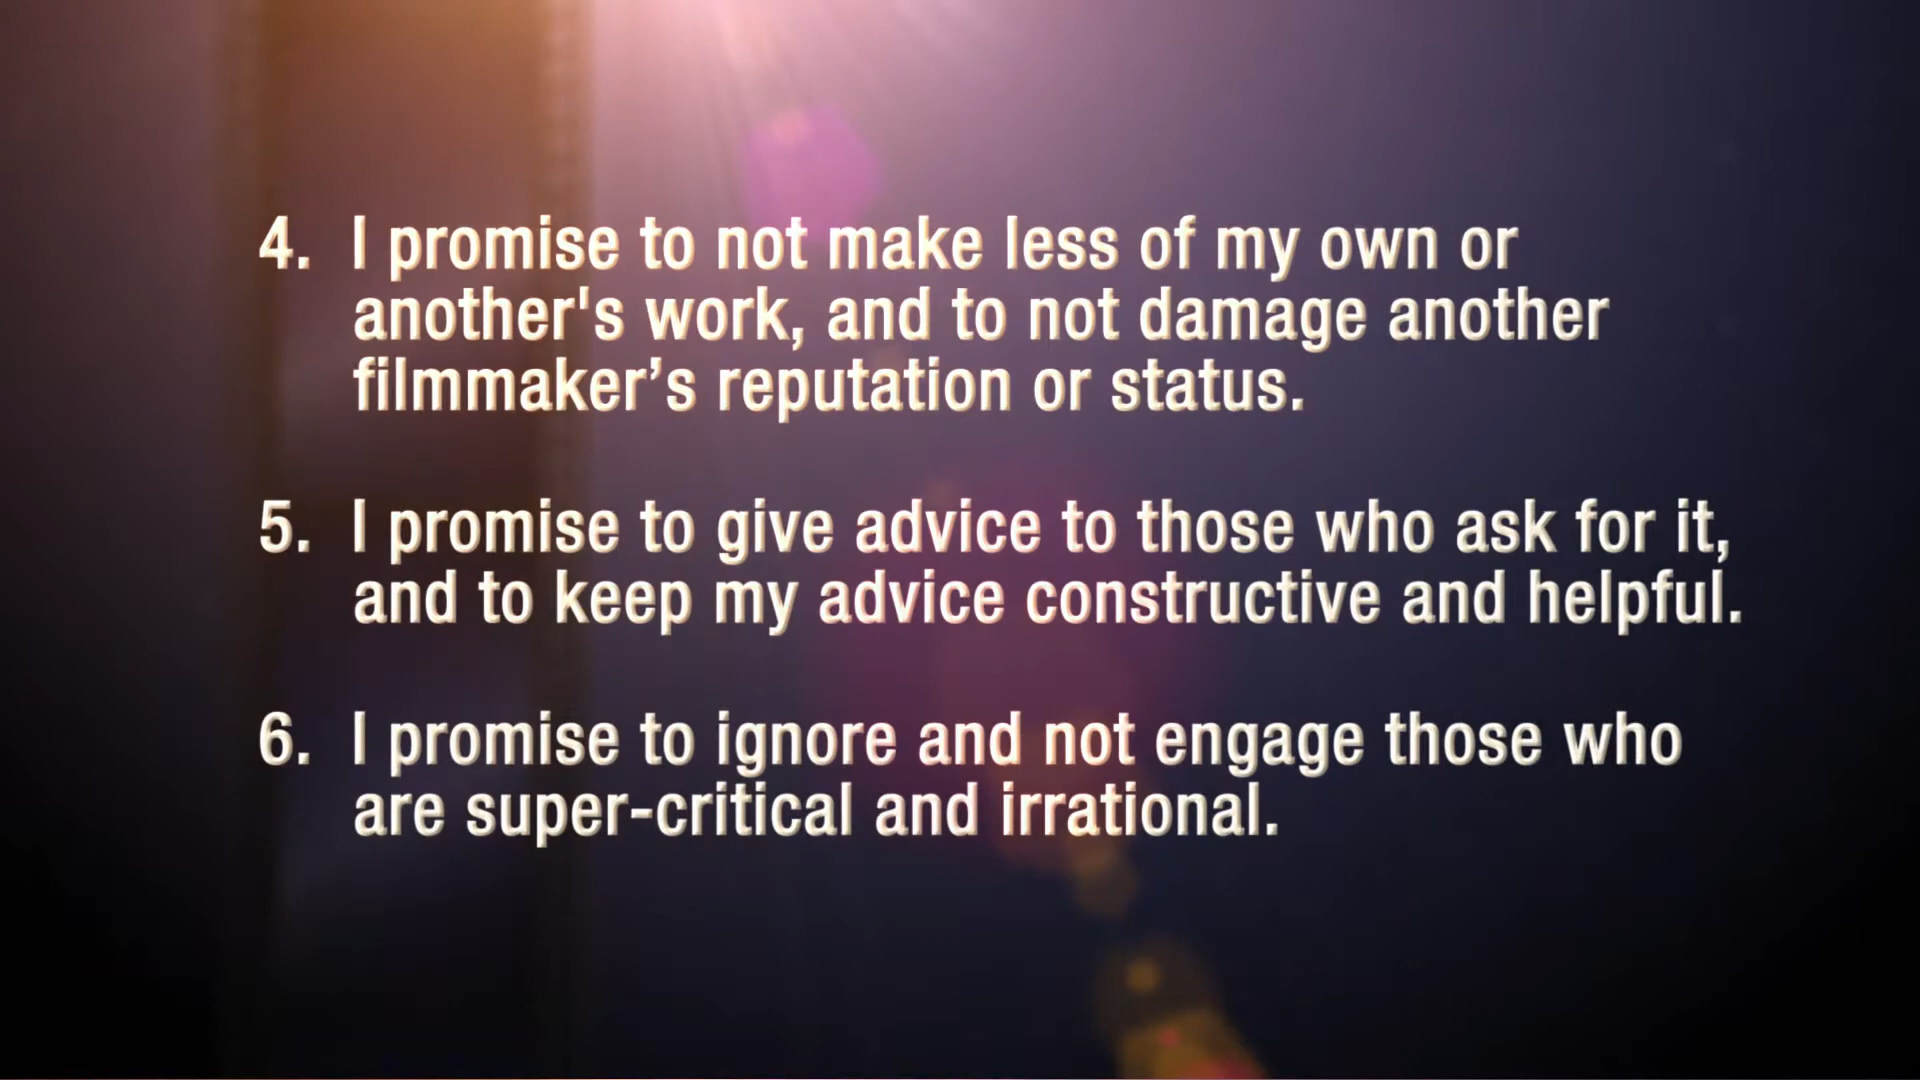 4. I promise to not make less of my own or
another's work, and to not damage another
filmmaker’s reputation or status.
5. I promise to give advice to those who ask for it,
and to keep my advice constructive and helpful.
6. I promise to ignore and not engage those who
are super-critical and irrational.